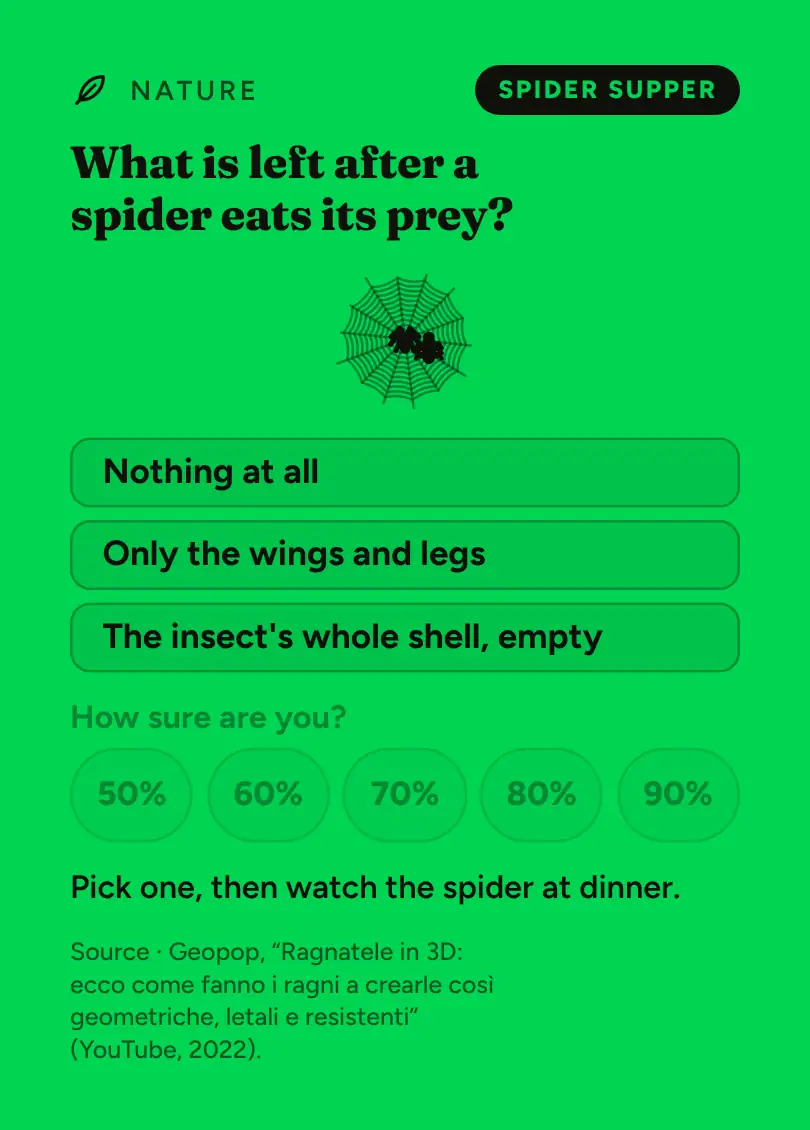 NATURE
SPIDER SUPPER
What is left after a
spider eats its prey?
Nothing at all
Only the wings and legs
The insect's whole shell, empty
How sure are you?
50% 60% 70% 80% 90%
Pick one, then watch the spider at dinner.
Source · Geopop, “Ragnatele in 3D:
ecco come fanno i ragni a crearle così
geometriche, letali e resistenti”
(YouTube, 2022).